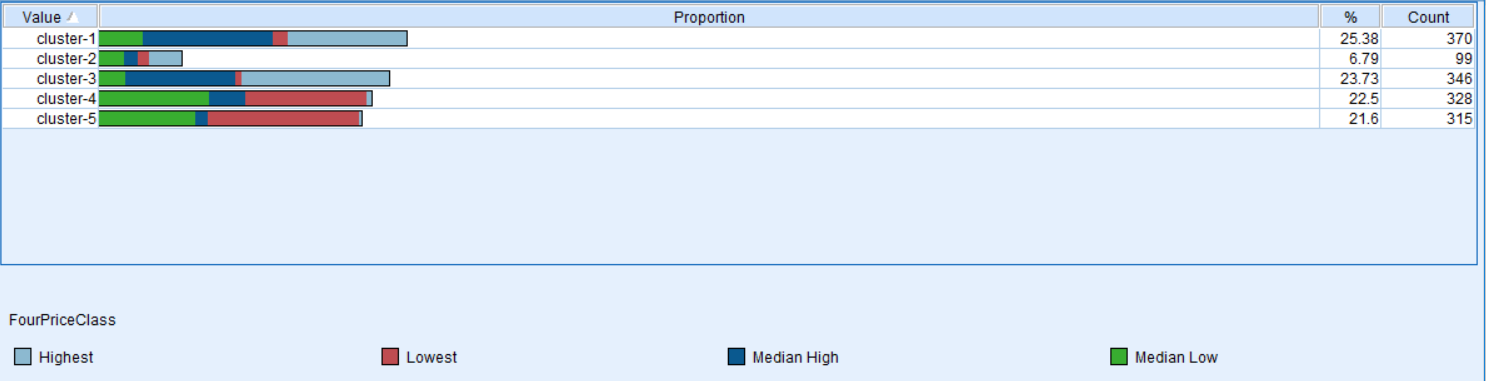 Value Proportion % Count
cluster-1 25.38 370
cluster-2 6.79 99
cluster-3 23.73 346
cluster-4 22.5 328
cluster-5 21.6 315
FourPriceClass
Highest Lowest Median High Median Low